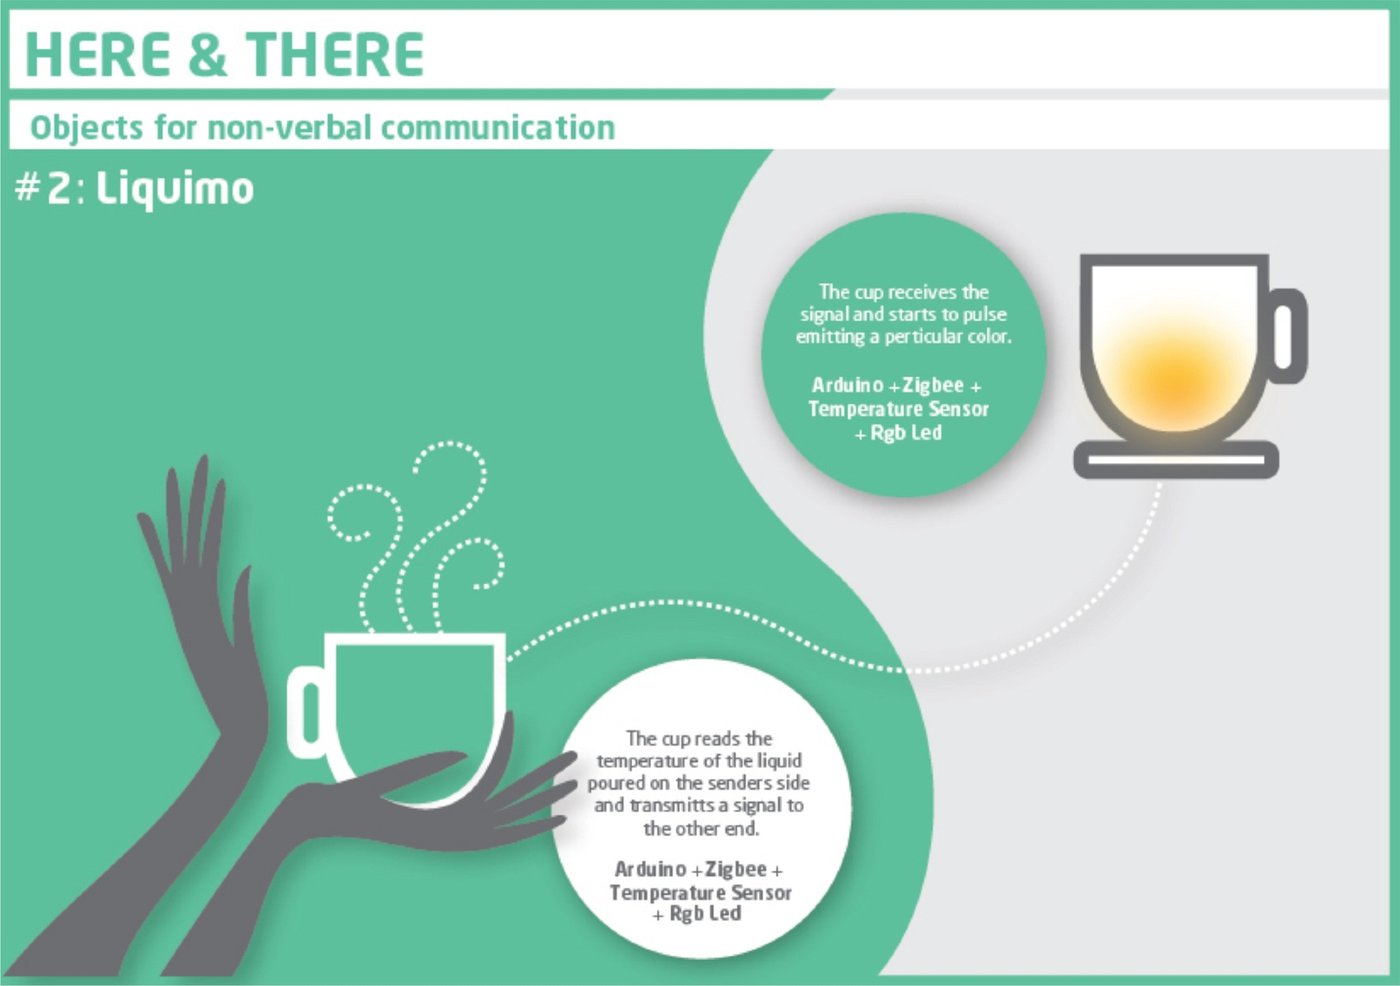 HERE & THERE
Objects for non-verbal communication
#2: Liquimo
The cup receives the
signal and starts to pulse
emitting a perticular color.
Arduino + Zigbee +
Temperature Sensor
+ Rgb Led
The cup reads the
temperature of the liquid
poured on the senders side
and transmitts a signal to
the other end.
Arduino + Zigbee +
Temperature Sensor
+ Rgb Led